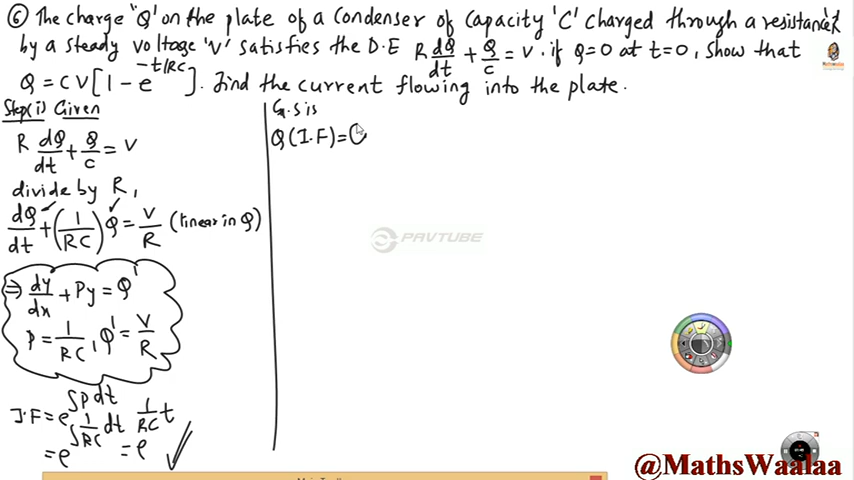 ⑥ The charge "Q" on the plate of a condenser of capacity 'C' charged through a resistance
by a steady voltage 'V' satisfies the D.E R dQ/dt + Q/c = V. if Q=0 at t=0, show that
Q = CV[1 - e^(-t/RC)]. Find the current flowing into the plate.
Step(i) Given
R dQ/dt + Q/c = V
divide by R,
dQ/dt + (1/RC) Q = V/R (linear in Q)
⇒ dy/dx + Py = Q'
P = 1/RC, Q' = V/R
I.F = e^(∫P dt)
= e^(∫1/RC dt) = e^(1/RC t)
G.S is
Q(I.F)=
PAVTUBE
@MathsWaalaa